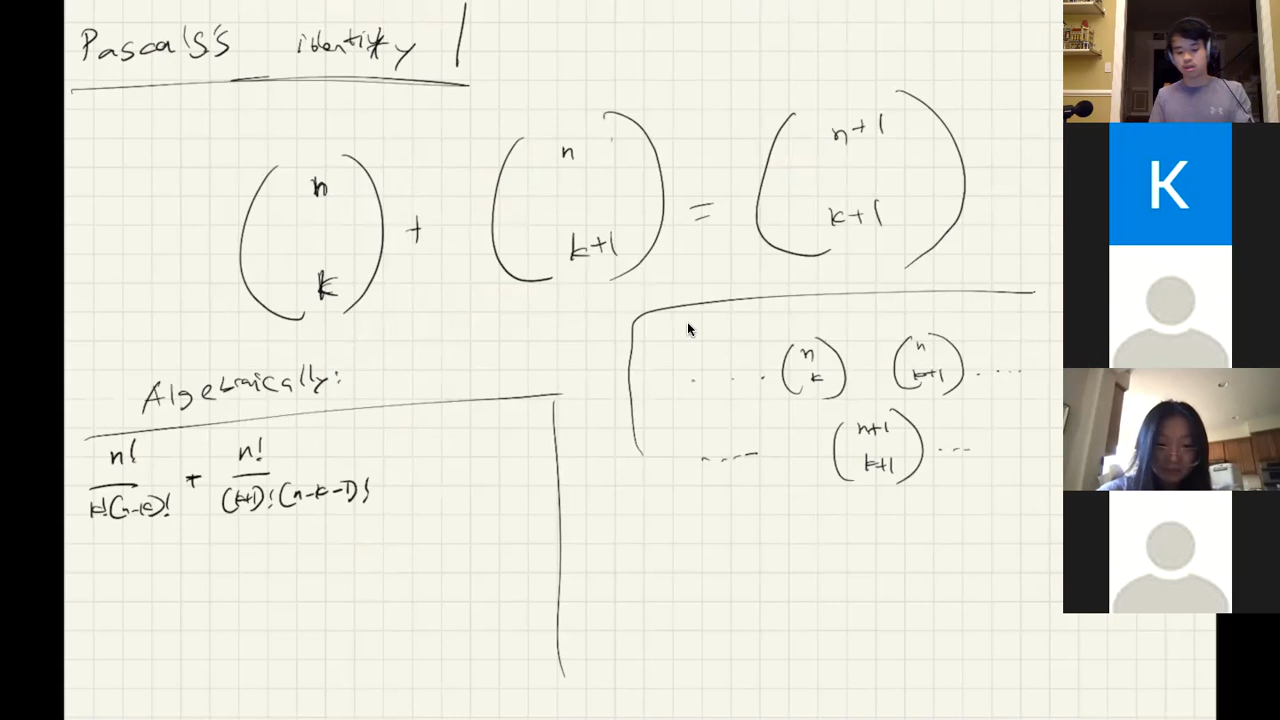 Pascal's's identity
(n k) + (n k+1) = (n+1 k+1)
Algebraically:
n!/k!(n-k)! + n!/(k+1)!(n-k-1)!
... (n k) (n k+1) ....
---- (n+1 k+1) ---
K